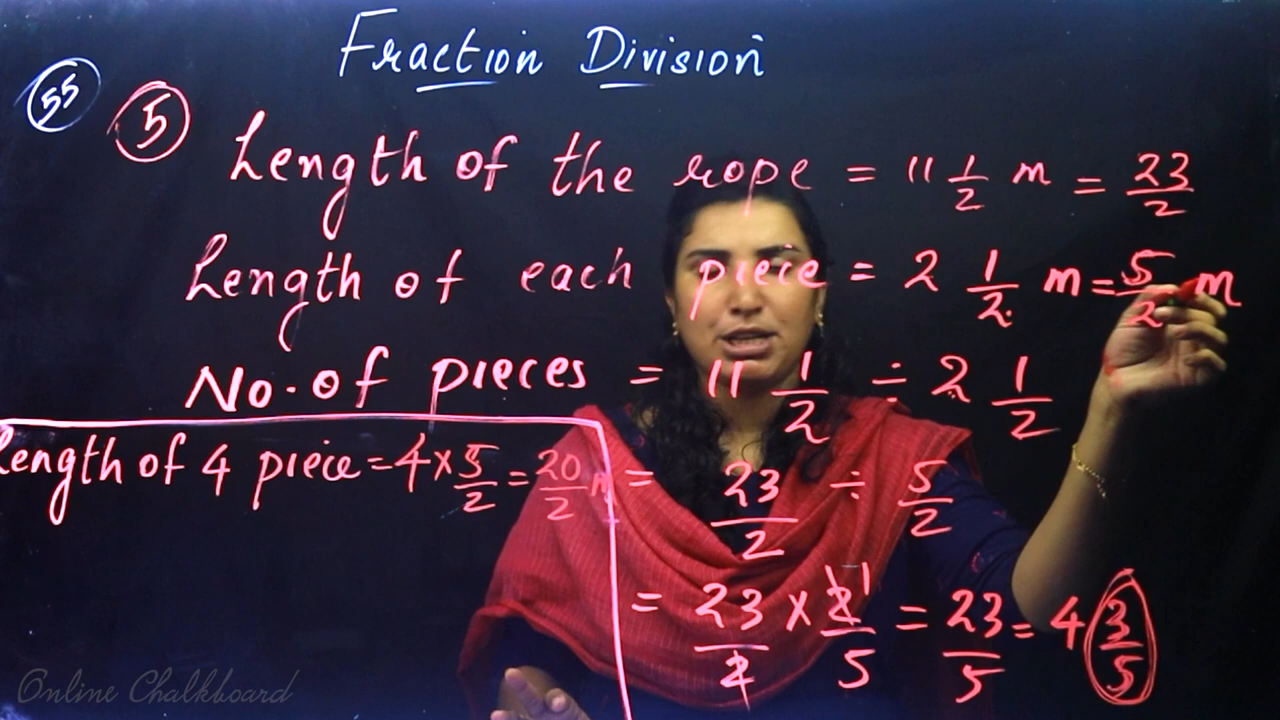 Fraction Division
55
5 Length of the rope = 11 1/2 m = 23/2
Length of each piece = 2 1/2 m = 5/2 m
No. of pieces = 11 1/2 ÷ 2 1/2
Length of 4 piece = 4 × 5/2 = 20/2 m
= 23/2 ÷ 5/2
= 23/2 × 2/5 = 23/5 = 4 3/5
Online Chalkboard